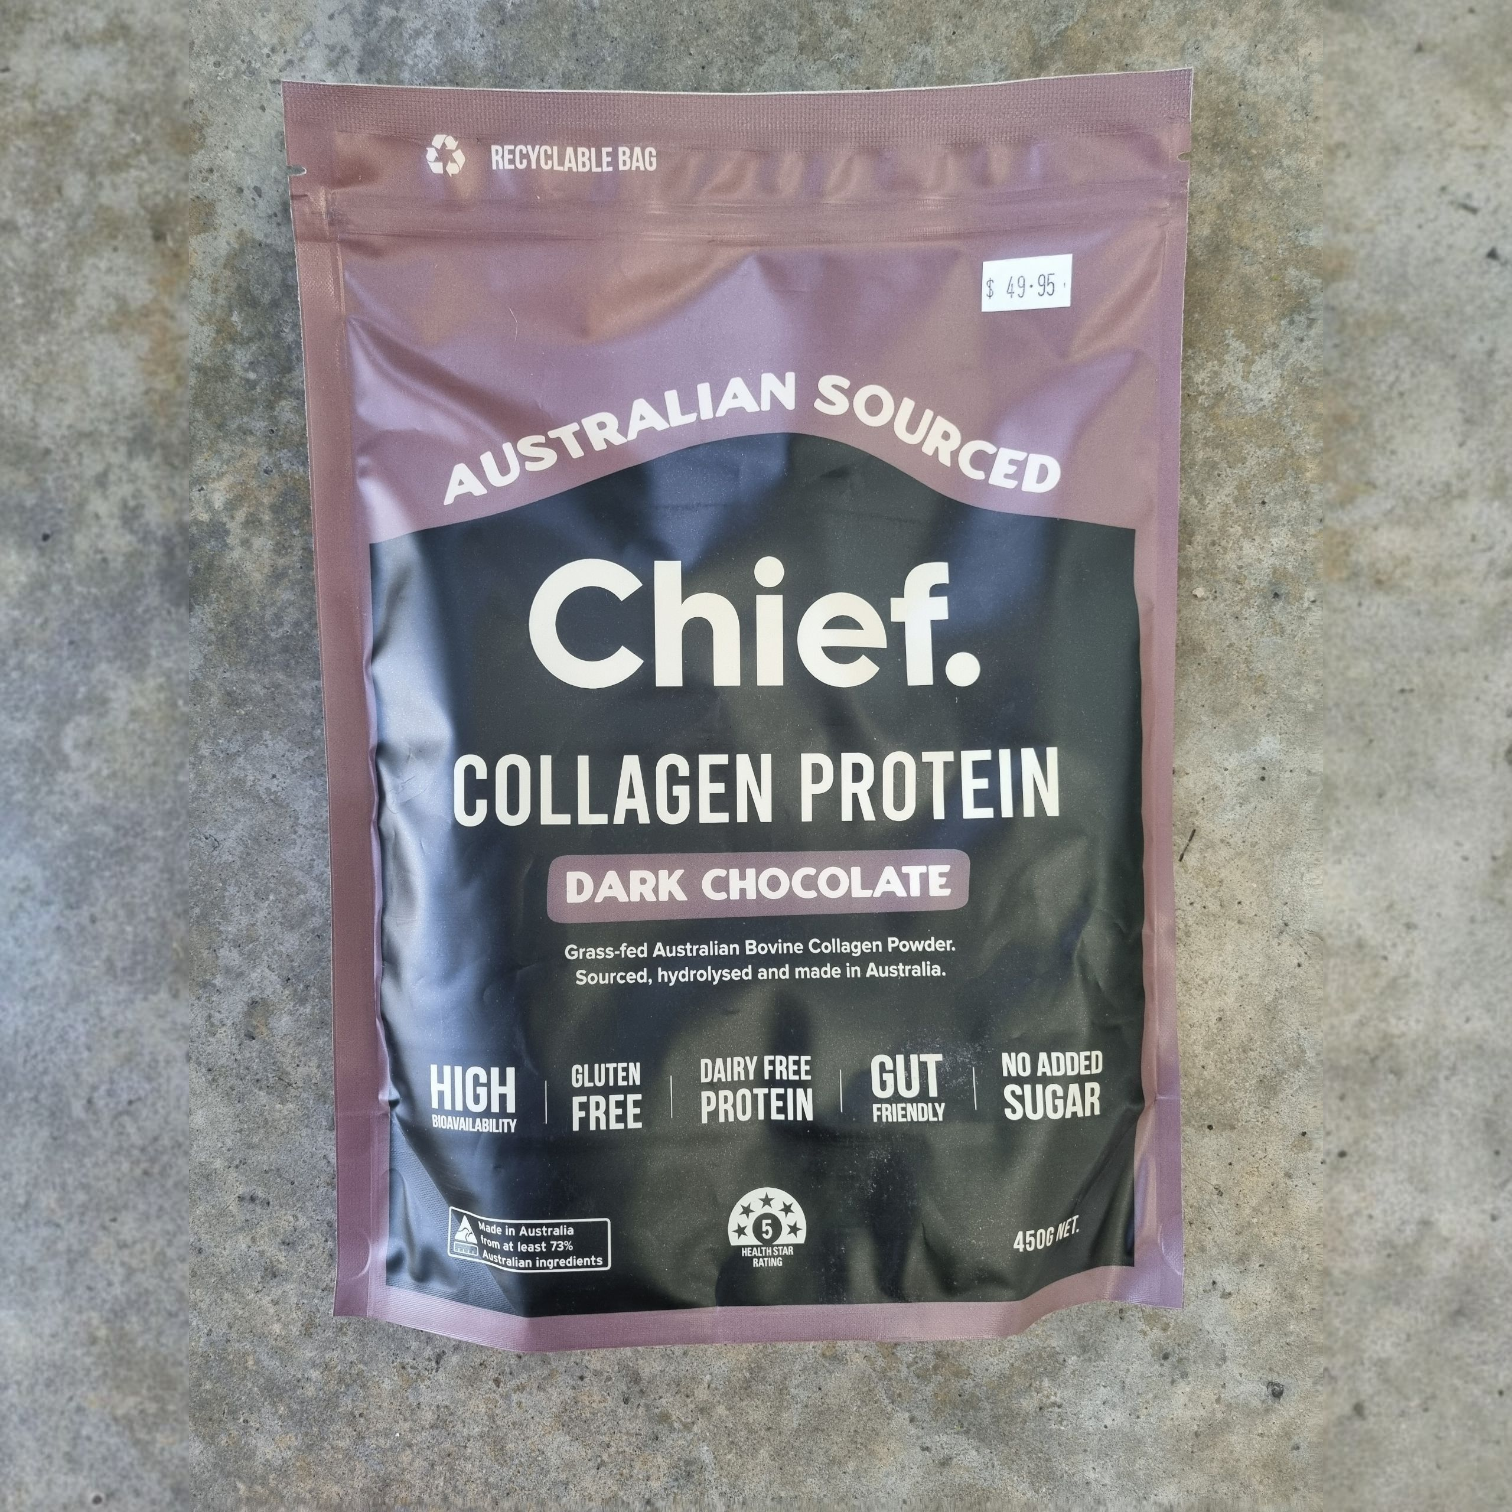 RECYCLABLE BAG
$ 49.95
AUSTRALIAN SOURCED
Chief.
COLLAGEN PROTEIN
DARK CHOCOLATE
Grass-fed Australian Bovine Collagen Powder.
Sourced, hydrolysed and made in Australia.
HIGH
BIOAVAILABILITY
GLUTEN
FREE
DAIRY FREE
PROTEIN
GUT
FRIENDLY
NO ADDED
SUGAR
Made in Australia
from at least 73%
Australian ingredients
5
HEALTH STAR
RATING
450G NET.